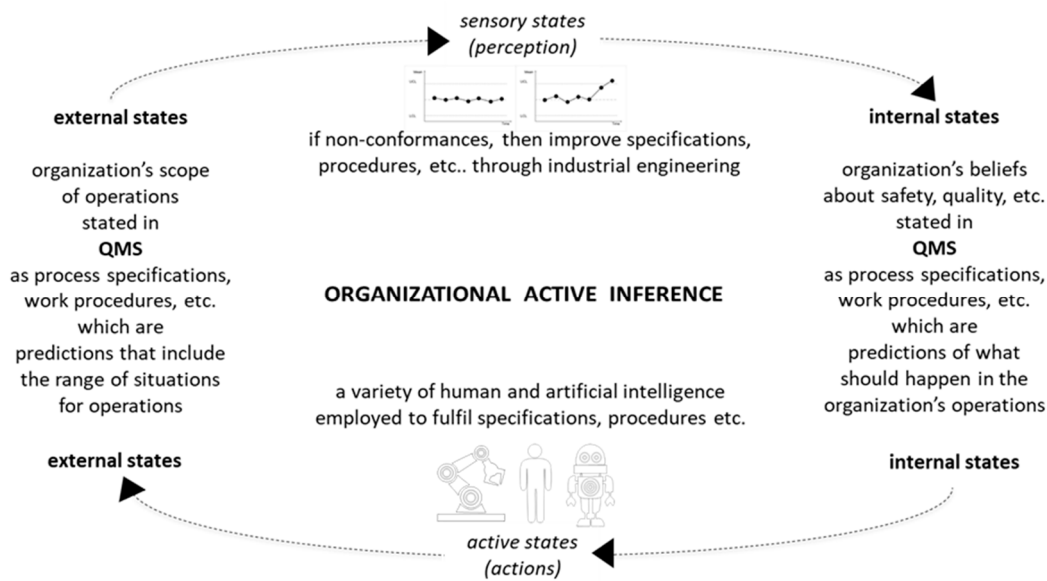 sensory states
(perception)
external states
organization's scope
of operations
stated in
QMS
as process specifications,
work procedures, etc.
which are
predictions that include
the range of situations
for operations
external states
if non-conformances, then improve specifications,
procedures, etc.. through industrial engineering
ORGANIZATIONAL ACTIVE INFERENCE
a variety of human and artificial intelligence
employed to fulfil specifications, procedures etc.
active states
(actions)
internal states
organization's beliefs
about safety, quality, etc.
stated in
QMS
as process specifications,
work procedures, etc.
which are
predictions of what
should happen in the
organization's operations
internal states